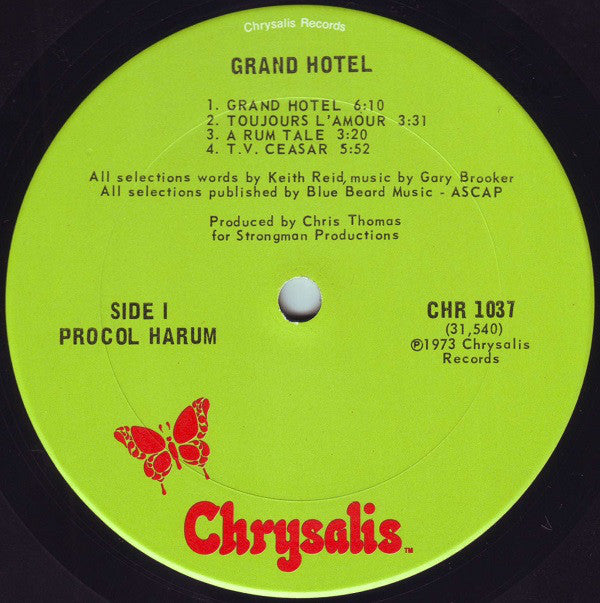 Chrysalis Records
GRAND HOTEL
1. GRAND HOTEL 6:10
2. TOUJOURS L'AMOUR 3:31
3. A RUM TALE 3:20
4. T.V. CEASAR 5:52
All selections words by Keith Reid, music by Gary Brooker
All selections published by Blue Beard Music - ASCAP
Produced by Chris Thomas
for Strongman Productions
SIDE I
PROCOL HARUM
CHR 1037
(31,540)
℗1973 Chrysalis
Records
Chrysalis™